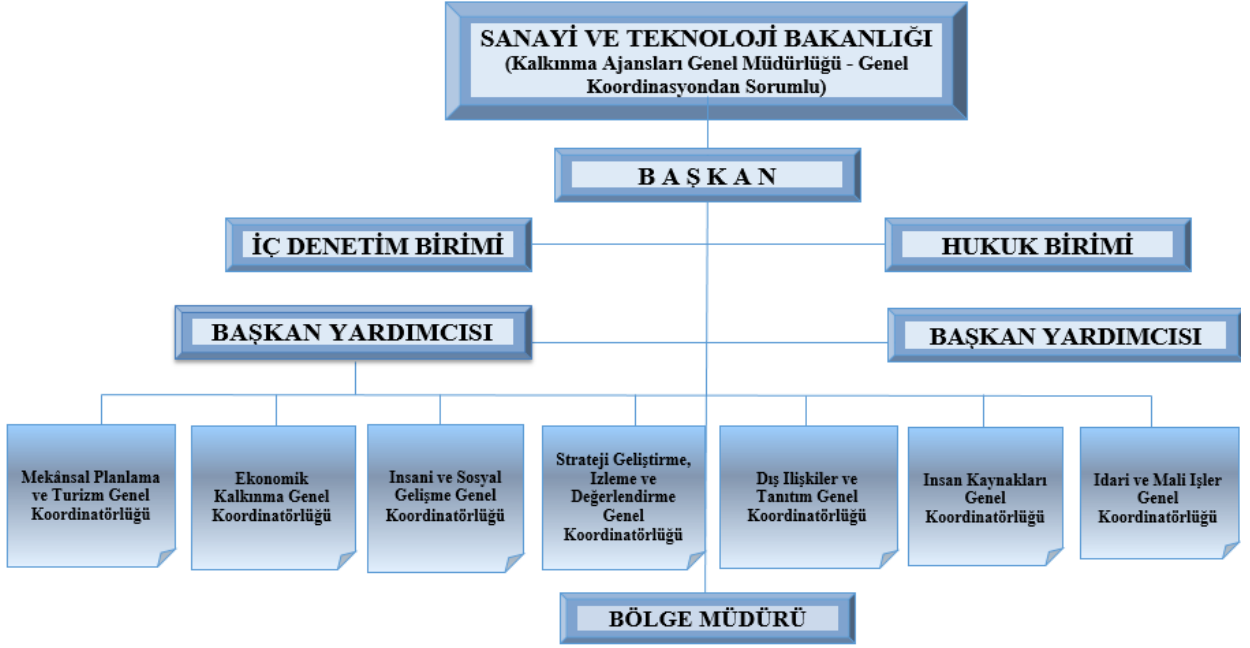 SANAYİ VE TEKNOLOJİ BAKANLIĞI
(Kalkınma Ajansları Genel Müdürlüğü - Genel
Koordinasyondan Sorumlu)
B A Ş K A N
İÇ DENETİM BİRİMİ
HUKUK BİRİMİ
BAŞKAN YARDIMCISI
BAŞKAN YARDIMCISI
Mekânsal Planlama
ve Turizm Genel
Koordinatörlüğü
Ekonomik
Kalkınma Genel
Koordinatörlüğü
Insani ve Sosyal
Gelişme Genel
Koordinatörlüğü
Strateji Geliştirme,
Izleme ve
Değerlendirme
Genel
Koordinatörlüğü
Dış Ilişkiler ve
Tanıtım Genel
Koordinatörlüğü
Insan Kaynakları
Genel
Koordinatörlüğü
Idari ve Mali Işler
Genel
Koordinatörlüğü
BÖLGE MÜDÜRÜ